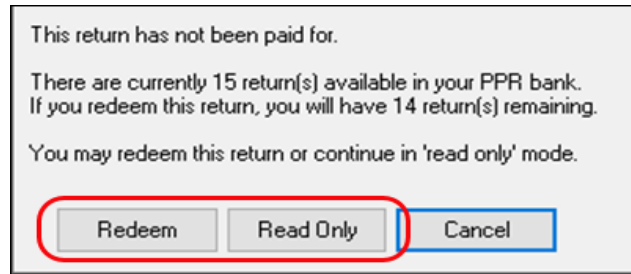 This return has not been paid for.
There are currently 15 return(s) available in your PPR bank.
If you redeem this return, you will have 14 return(s) remaining.
You may redeem this return or continue in 'read only' mode.
Redeem Read Only Cancel